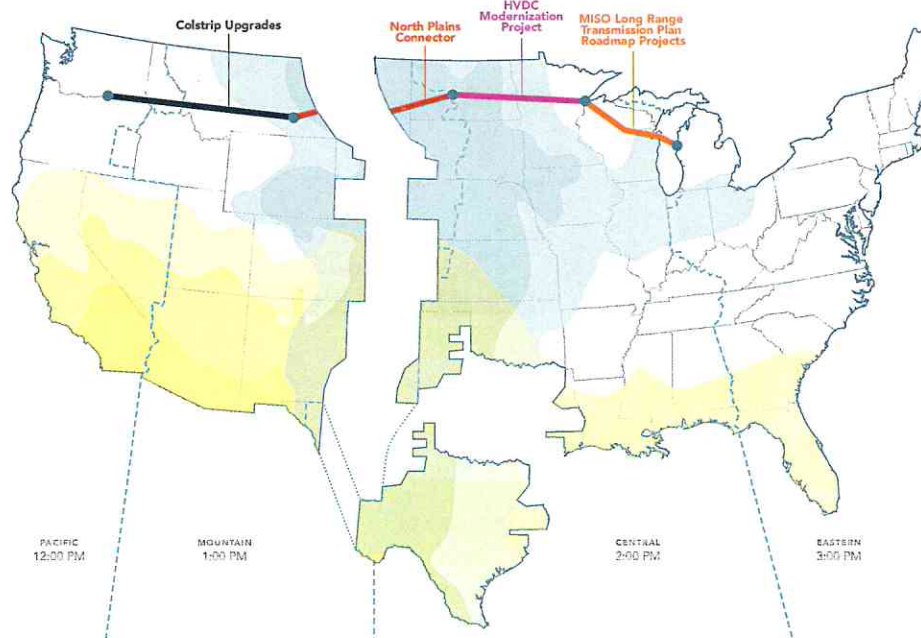 Colstrip Upgrades
North Plains
Connector
HVDC
Modernization
Project
MISO Long Range
Transmission Plan
Roadmap Projects
PACIFIC
12:00 PM
MOUNTAIN
1:00 PM
CENTRAL
2:00 PM
EASTERN
3:00 PM